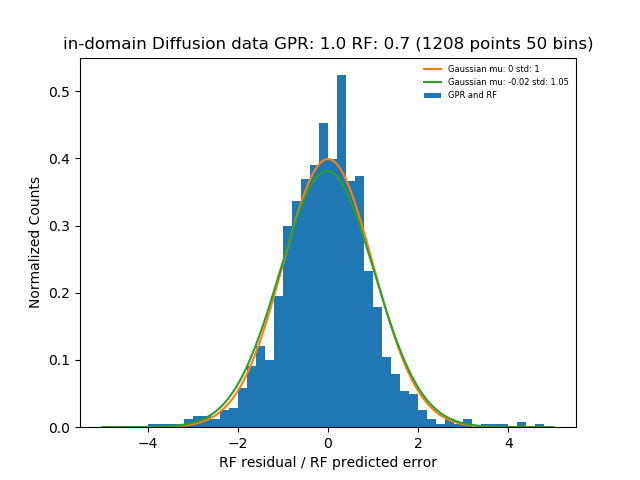 in-domain Diffusion data GPR: 1.0 RF: 0.7 (1208 points 50 bins)
Gaussian mu: 0 std: 1
Gaussian mu: -0.02 std: 1.05
GPR and RF
Normalized Counts
0.5
0.4
0.3
0.2
0.1
0.0
−4 −2 0 2 4
RF residual / RF predicted error